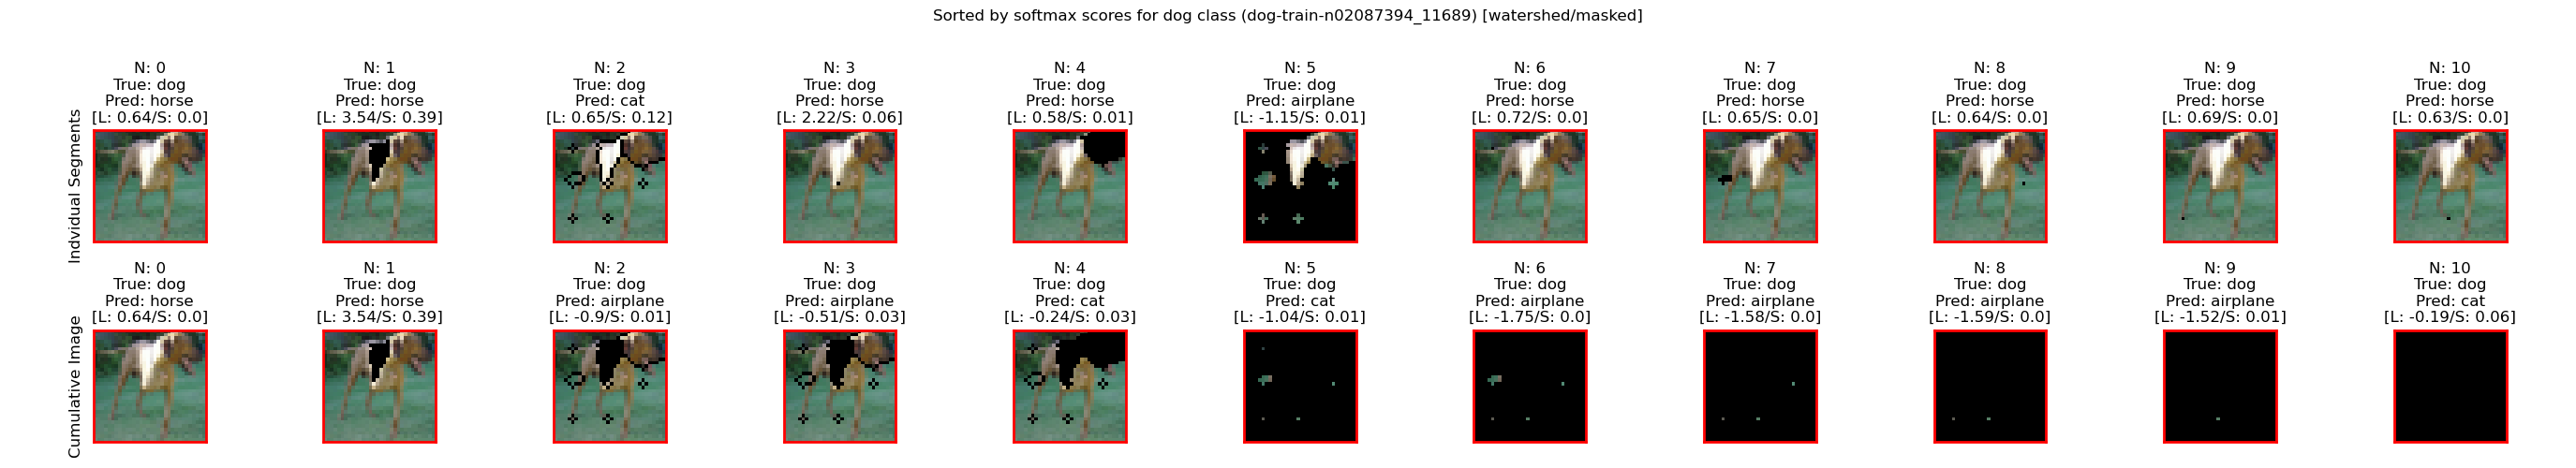 Sorted by softmax scores for dog class (dog-train-n02087394_11689) [watershed/masked]
Indvidual Segments
N: 0
True: dog
Pred: horse
[L: 0.64/S: 0.0]
N: 1
True: dog
Pred: horse
[L: 3.54/S: 0.39]
N: 2
True: dog
Pred: cat
[L: 0.65/S: 0.12]
N: 3
True: dog
Pred: horse
[L: 2.22/S: 0.06]
N: 4
True: dog
Pred: horse
[L: 0.58/S: 0.01]
N: 5
True: dog
Pred: airplane
[L: -1.15/S: 0.01]
N: 6
True: dog
Pred: horse
[L: 0.72/S: 0.0]
N: 7
True: dog
Pred: horse
[L: 0.65/S: 0.0]
N: 8
True: dog
Pred: horse
[L: 0.64/S: 0.0]
N: 9
True: dog
Pred: horse
[L: 0.69/S: 0.0]
N: 10
True: dog
Pred: horse
[L: 0.63/S: 0.0]
Cumulative Image
N: 0
True: dog
Pred: horse
[L: 0.64/S: 0.0]
N: 1
True: dog
Pred: horse
[L: 3.54/S: 0.39]
N: 2
True: dog
Pred: airplane
[L: -0.9/S: 0.01]
N: 3
True: dog
Pred: airplane
[L: -0.51/S: 0.03]
N: 4
True: dog
Pred: cat
[L: -0.24/S: 0.03]
N: 5
True: dog
Pred: cat
[L: -1.04/S: 0.01]
N: 6
True: dog
Pred: airplane
[L: -1.75/S: 0.0]
N: 7
True: dog
Pred: airplane
[L: -1.58/S: 0.0]
N: 8
True: dog
Pred: airplane
[L: -1.59/S: 0.0]
N: 9
True: dog
Pred: airplane
[L: -1.52/S: 0.01]
N: 10
True: dog
Pred: cat
[L: -0.19/S: 0.06]